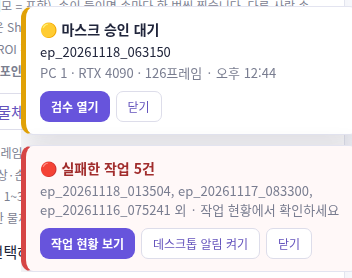 마스크 승인 대기
ep_20261118_063150
PC 1 · RTX 4090 · 126프레임 · 오후 12:44
검수 열기
닫기
실패한 작업 5건
ep_20261118_013504, ep_20261117_083300,
ep_20261116_075241 외 · 작업 현황에서 확인하세요
작업 현황 보기
데스크톱 알림 켜기
닫기